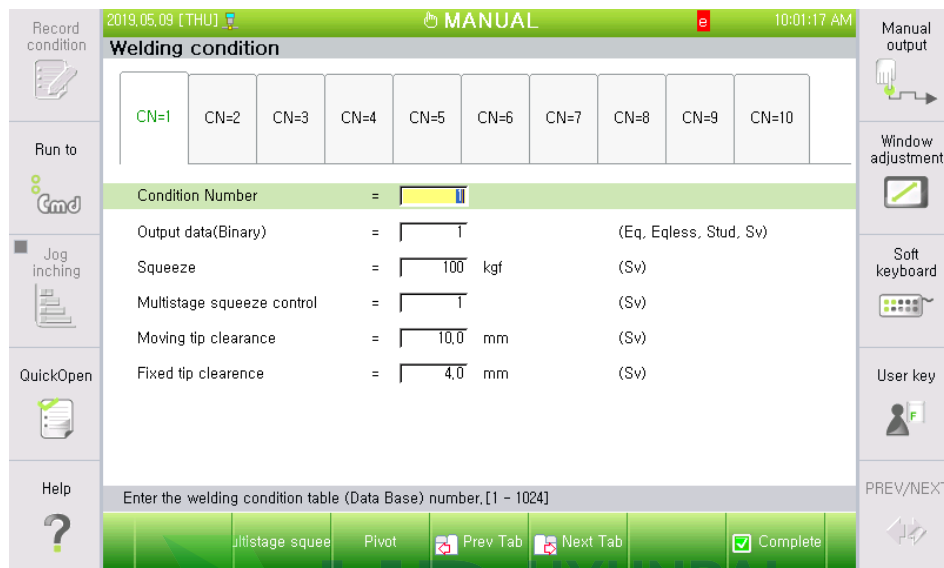 2019.05.09 [THU] MANUAL e 10:01:17 AM
Record
condition
Run to
Cmd
Jog
inching
QuickOpen
Help
?
Welding condition
CN=1 CN=2 CN=3 CN=4 CN=5 CN=6 CN=7 CN=8 CN=9 CN=10
Condition Number = 1
Output data(Binary) = 1 (Eq, Eqless, Stud, Sv)
Squeeze = 100 kgf (Sv)
Multistage squeeze control = 1 (Sv)
Moving tip clearance = 10.0 mm (Sv)
Fixed tip clearence = 4.0 mm (Sv)
Enter the welding condition table (Data Base) number.[1 - 1024]
squee Pivot Prev Tab Next Tab Complete
HYUNDAI
Manual
output
Window
adjustment
Soft
keyboard
User key
F
PREV/NEXT